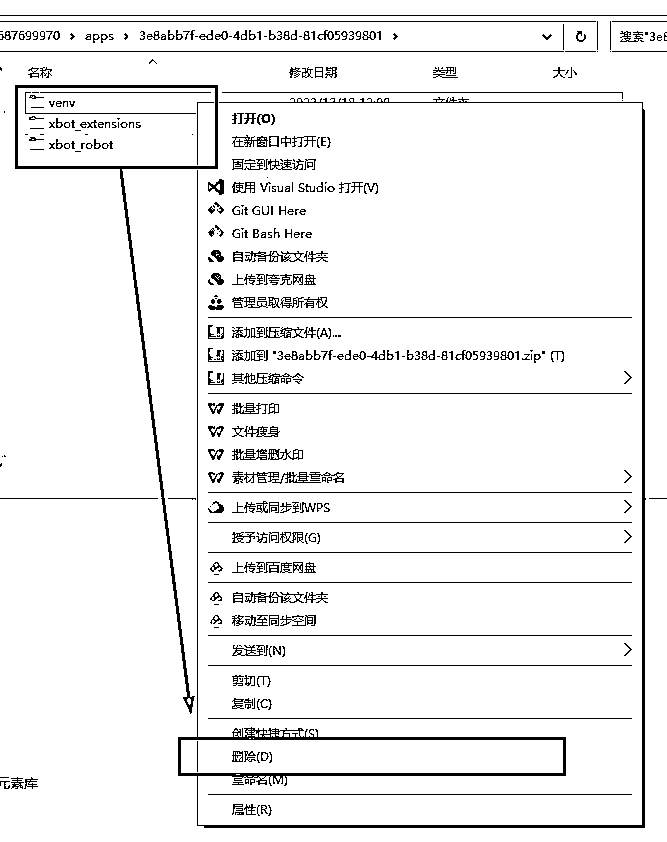 687699970 › apps › 3e8abb7f-ede0-4db1-b38d-81cf05939801 ›
搜索"3e8
名称 修改日期 类型 大小
venv
xbot_extensions
xbot_robot
打开(O)
在新窗口中打开(E)
固定到快速访问
使用 Visual Studio 打开(V)
Git GUI Here
Git Bash Here
自动备份该文件夹
上传到夸克网盘
管理员取得所有权
添加到压缩文件(A)...
添加到 "3e8abb7f-ede0-4db1-b38d-81cf05939801.zip" (T)
其他压缩命令
批量打印
文件瘦身
批量增删水印
素材管理/批量重命名
上传或同步到WPS
授予访问权限(G)
上传到百度网盘
自动备份该文件夹
移动至同步空间
发送到(N)
剪切(T)
复制(C)
创建快捷方式(S)
删除(D)
重命名(M)
元素库
属性(R)